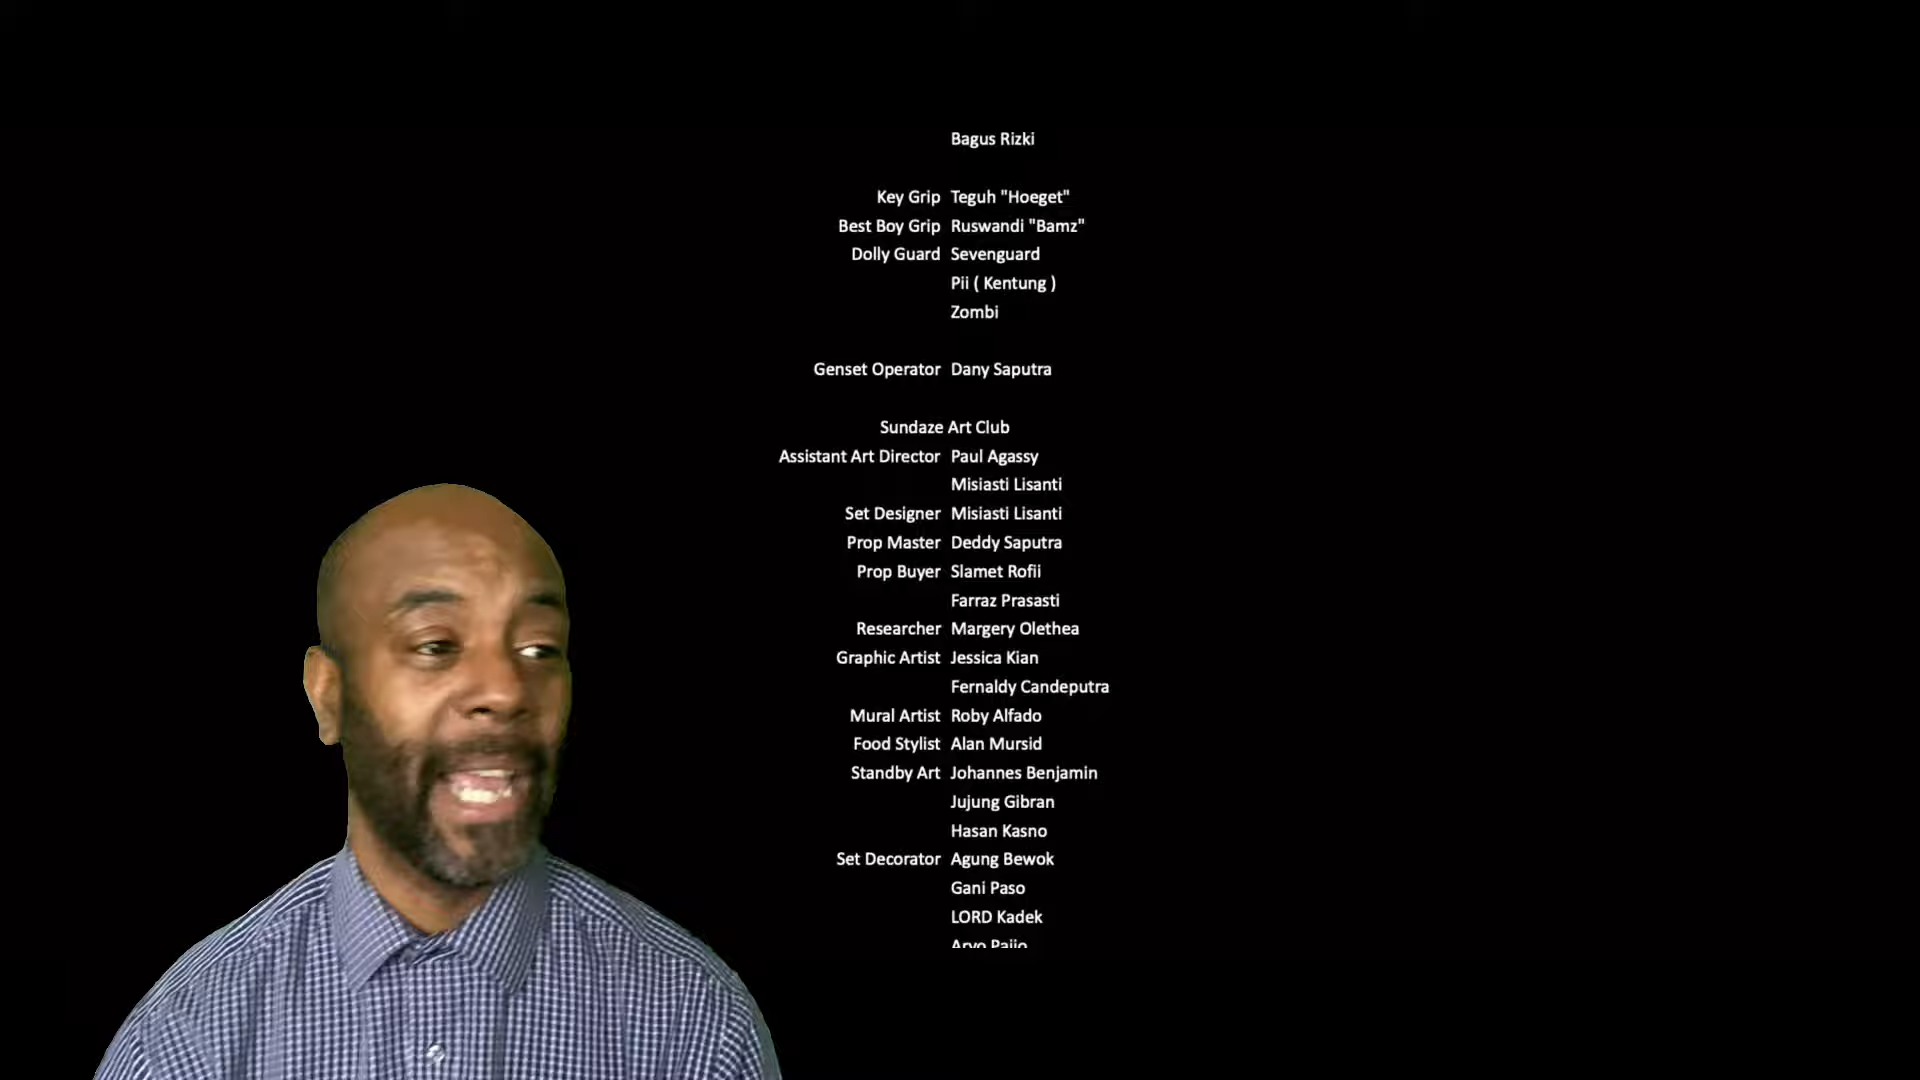 Bagus Rizki
Key Grip Teguh "Hoeget"
Best Boy Grip Ruswandi "Bamz"
Dolly Guard Sevenguard
Pii ( Kentung )
Zombi
Genset Operator Dany Saputra
Sundaze Art Club
Assistant Art Director Paul Agassy
Misiasti Lisanti
Set Designer Misiasti Lisanti
Prop Master Deddy Saputra
Prop Buyer Slamet Rofii
Farraz Prasasti
Researcher Margery Olethea
Graphic Artist Jessica Kian
Fernaldy Candeputra
Mural Artist Roby Alfado
Food Stylist Alan Mursid
Standby Art Johannes Benjamin
Jujung Gibran
Hasan Kasno
Set Decorator Agung Bewok
Gani Paso
LORD Kadek